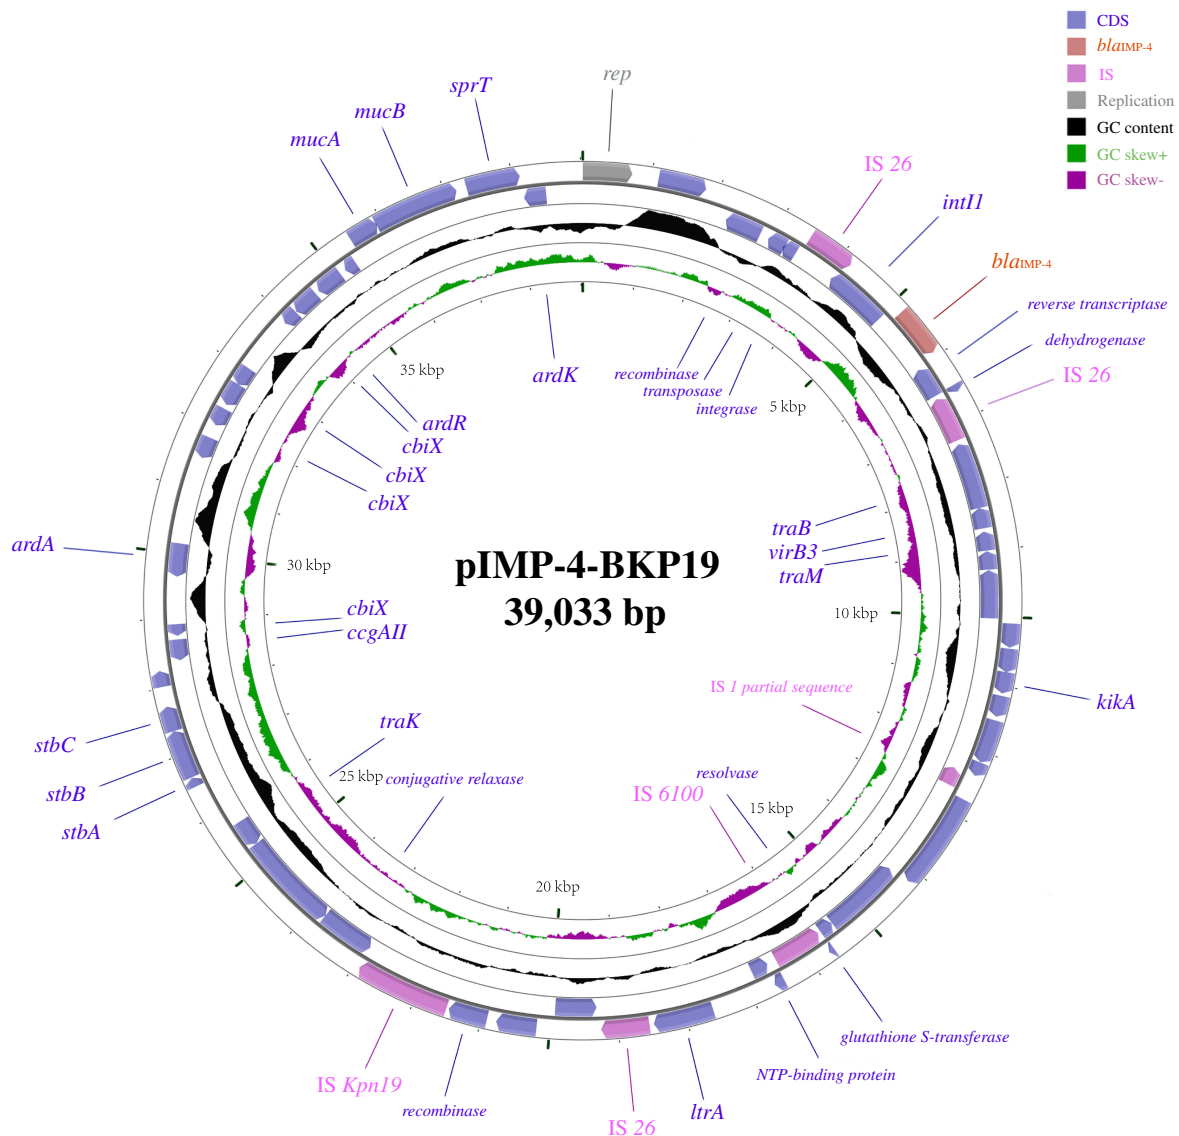 CDS
blaIMP-4
IS
Replication
GC content
GC skew+
GC skew-
rep
sprT
mucB
mucA
IS 26
intI1
blaIMP-4
reverse transcriptase
dehydrogenase
IS 26
35 kbp
ardK
recombinase
transposase
integrase
5 kbp
ardR
cbiX
cbiX
cbiX
traB
virB3
traM
ardA
30 kbp
pIMP-4-BKP19
39,033 bp
10 kbp
cbiX
ccgAII
IS 1 partial sequence
kikA
stbC
stbB
stbA
traK
25 kbp
conjugative relaxase
resolvase
IS 6100
15 kbp
20 kbp
glutathione S-transferase
NTP-binding protein
IS Kpn19
recombinase
ltrA
IS 26